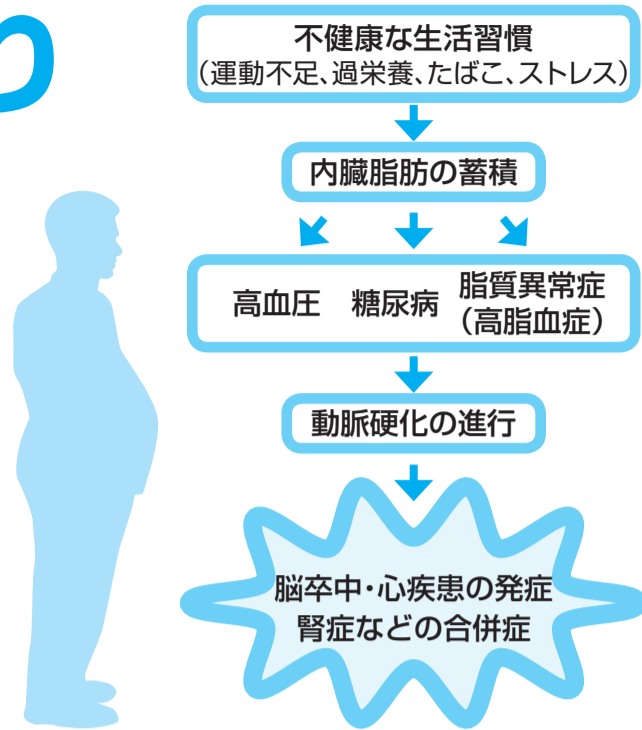 不健康な生活習慣
(運動不足、過栄養、たばこ、ストレス)
内臓脂肪の蓄積
高血圧 糖尿病 脂質異常症
(高脂血症)
動脈硬化の進行
脳卒中・心疾患の発症
腎症などの合併症